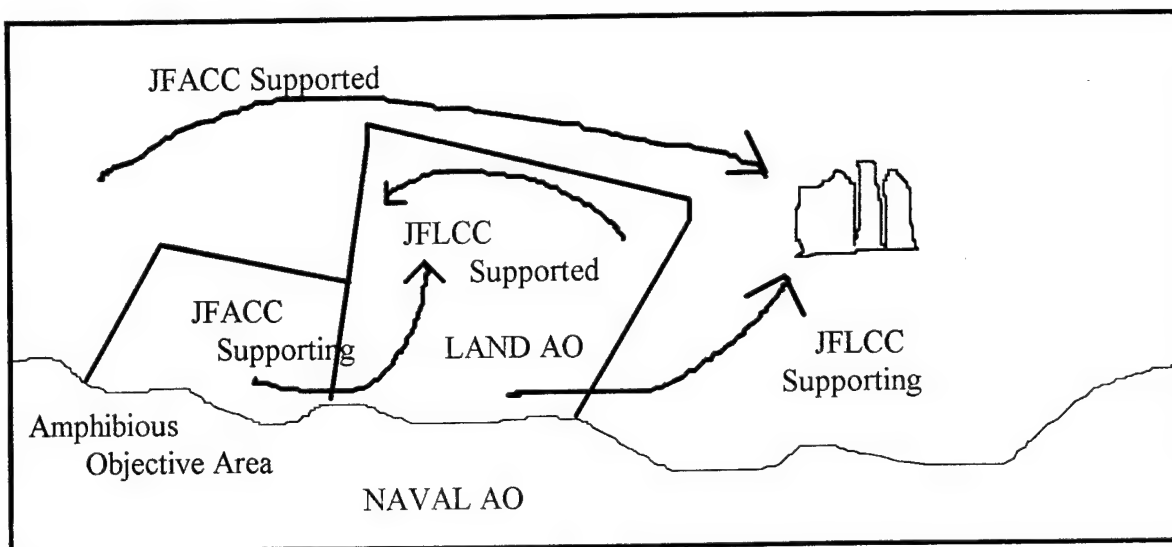 JFACC Supported
JFLCC
Supported
JFACC
Supporting
LAND AO
JFLCC
Supporting
Amphibious
Objective Area
NAVAL AO